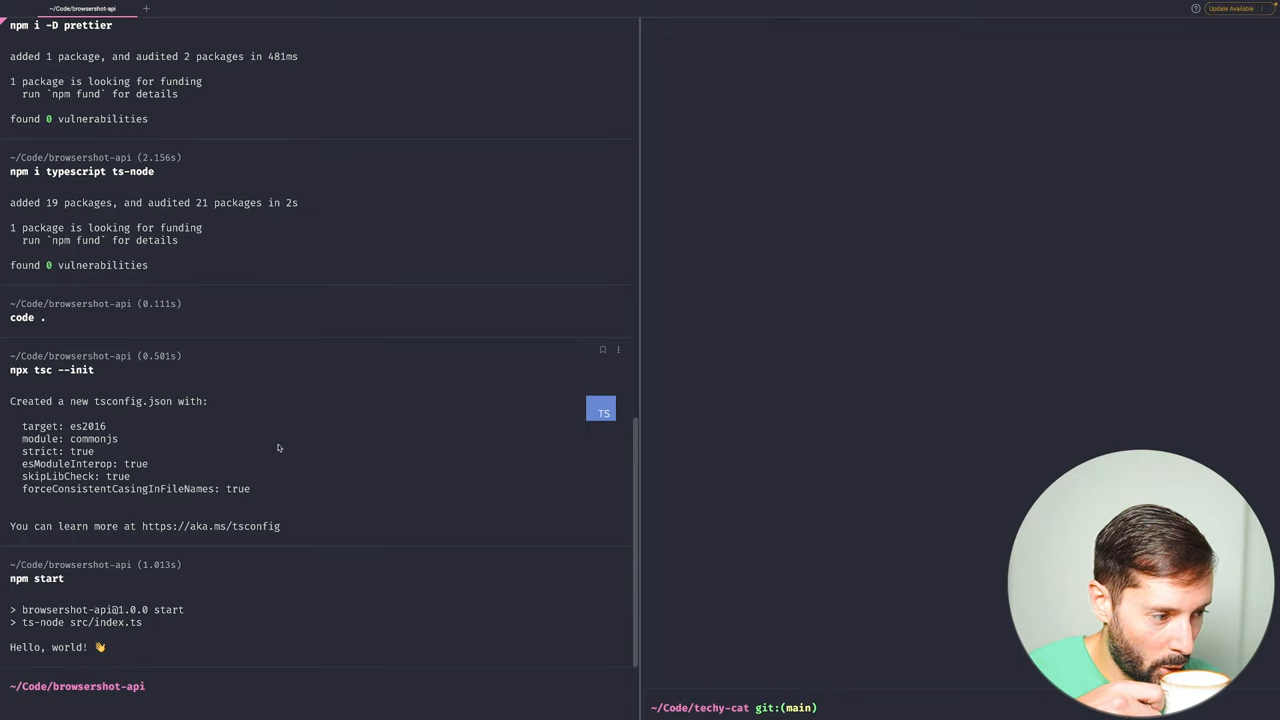 ~/Code/browsershot-api
Update Available
npm i -D prettier
added 1 package, and audited 2 packages in 481ms
1 package is looking for funding
run `npm fund` for details
found 0 vulnerabilities
~/Code/browsershot-api (2.156s)
npm i typescript ts-node
added 19 packages, and audited 21 packages in 2s
1 package is looking for funding
run `npm fund` for details
found 0 vulnerabilities
~/Code/browsershot-api (0.111s)
code .
~/Code/browsershot-api (0.501s)
npx tsc --init
Created a new tsconfig.json with:
TS
target: es2016
module: commonjs
strict: true
esModuleInterop: true
skipLibCheck: true
forceConsistentCasingInFileNames: true
You can learn more at https://aka.ms/tsconfig
~/Code/browsershot-api (1.013s)
npm start
> browsershot-api@1.0.0 start
> ts-node src/index.ts
Hello, world! 👋
~/Code/browsershot-api
~/Code/techy-cat git:(main)